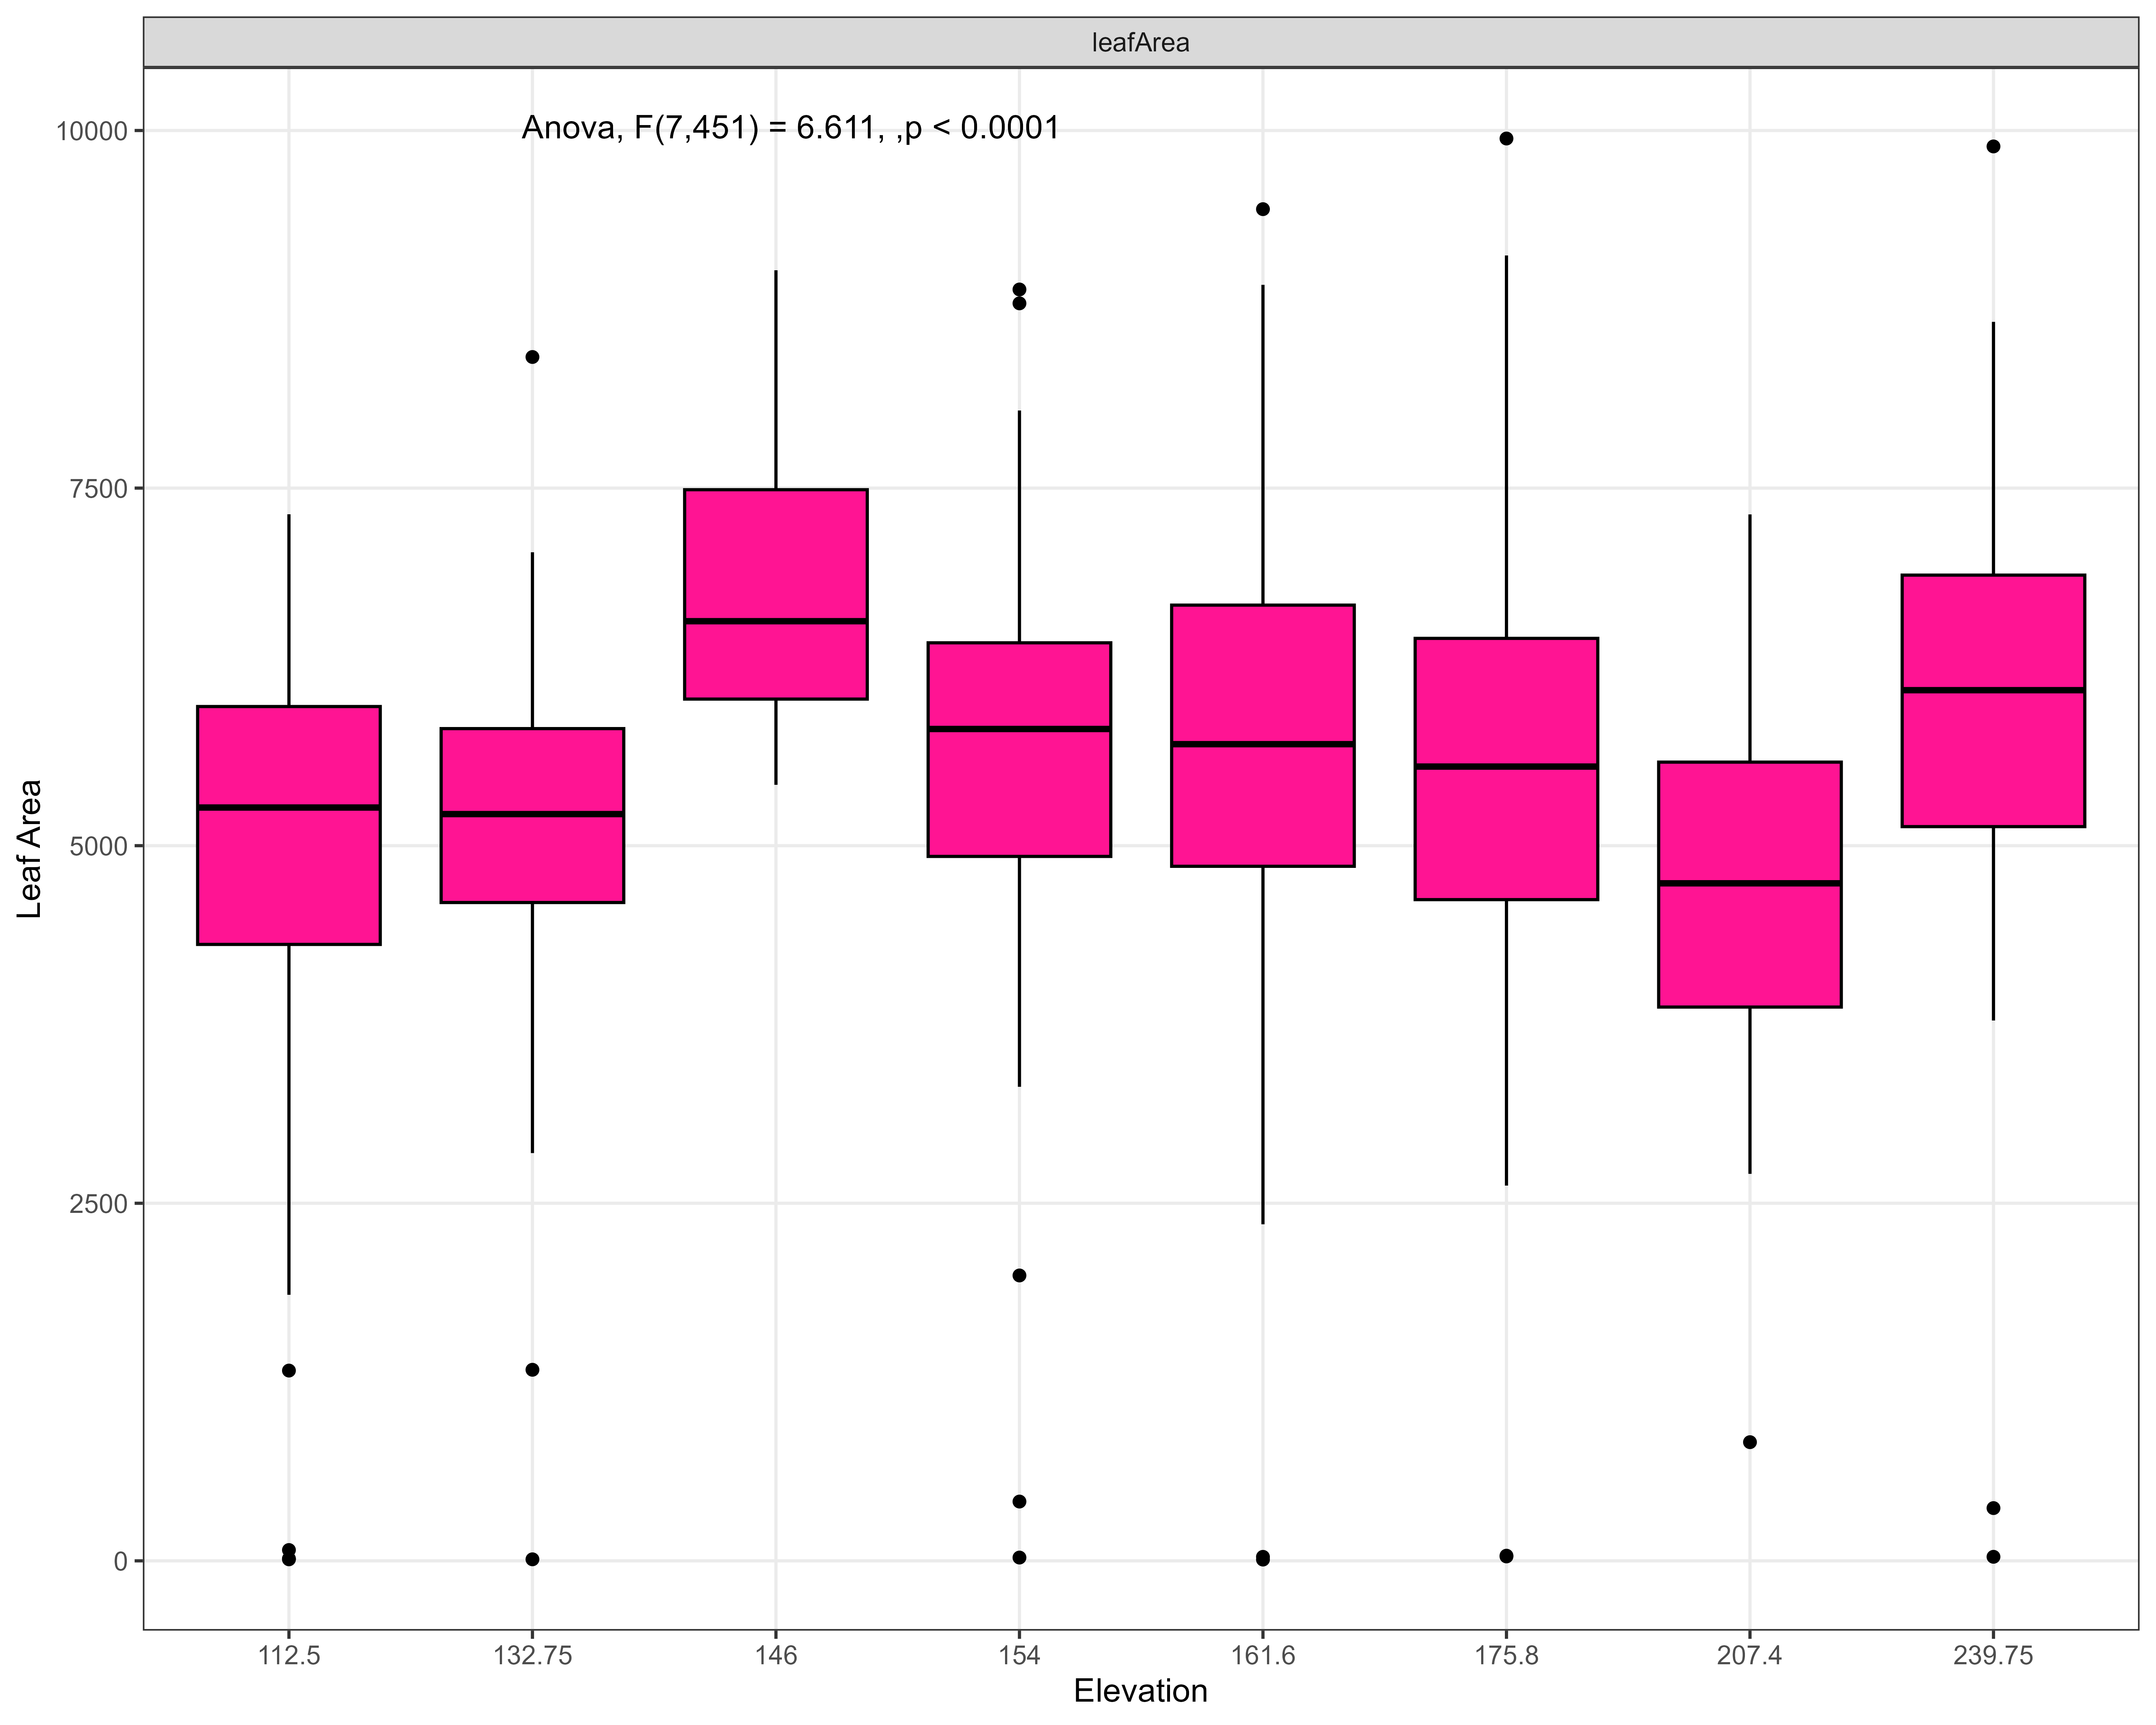 leafArea
Anova, F(7,451) = 6.611, ,p < 0.0001
10000
7500
5000
2500
0
Leaf Area
112.5 132.75 146 154 161.6 175.8 207.4 239.75
Elevation